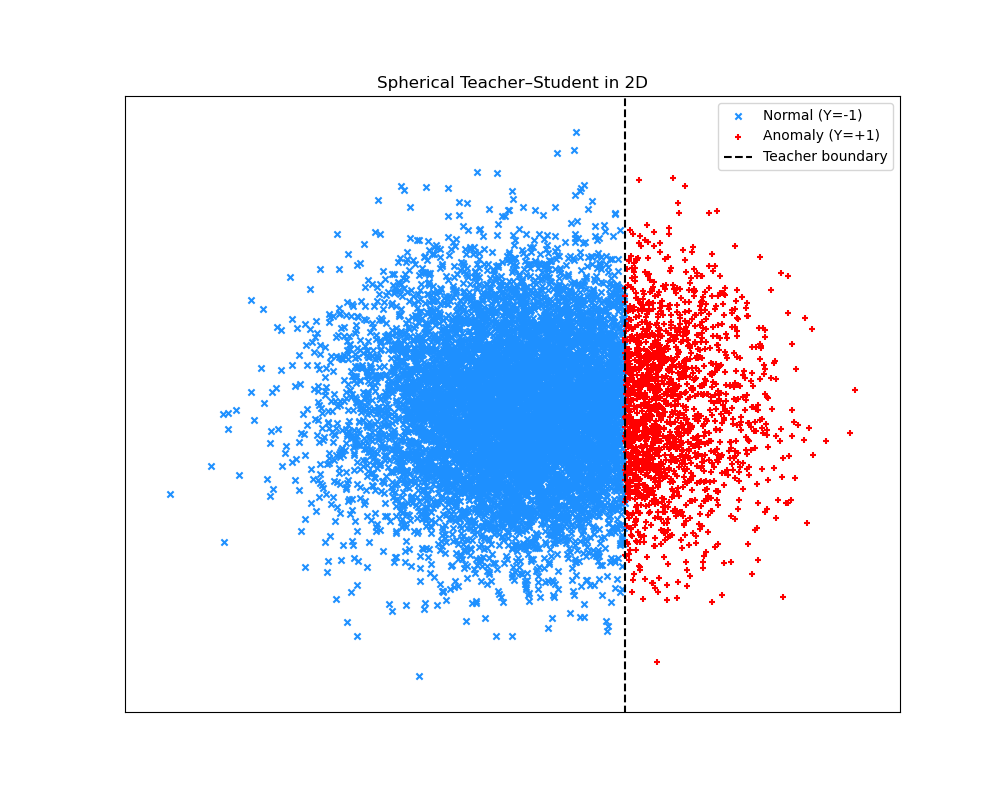 Spherical Teacher–Student in 2D
Normal (Y=-1)
Anomaly (Y=+1)
Teacher boundary